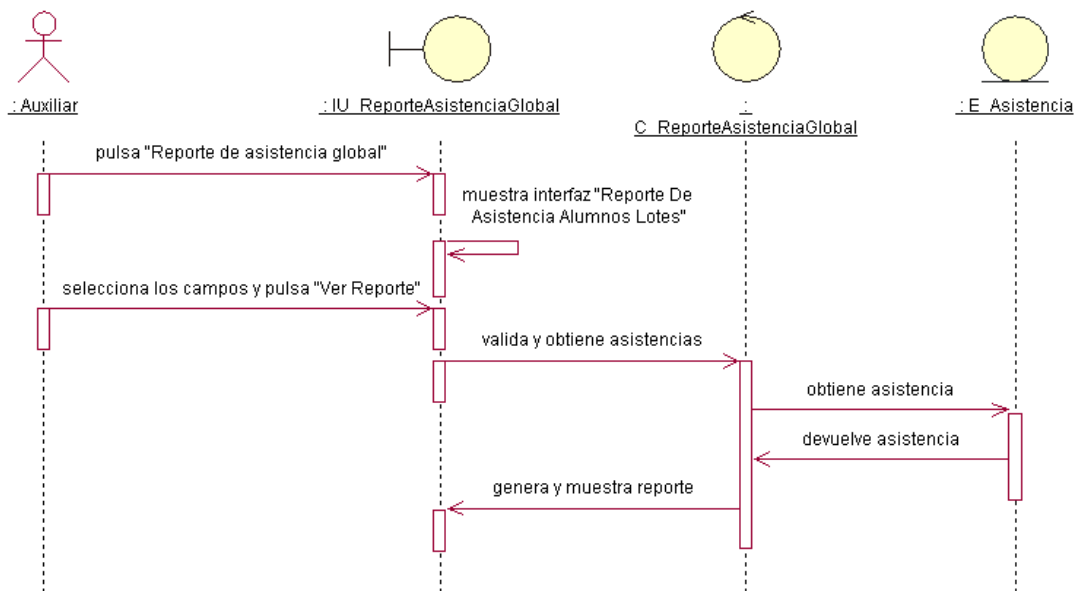 : Auxiliar
: IU_ReporteAsistenciaGlobal
:
C_ReporteAsistenciaGlobal
: E_Asistencia
pulsa "Reporte de asistencia global"
muestra interfaz "Reporte De
Asistencia Alumnos Lotes"
selecciona los campos y pulsa "Ver Reporte"
valida y obtiene asistencias
obtiene asistencia
devuelve asistencia
genera y muestra reporte